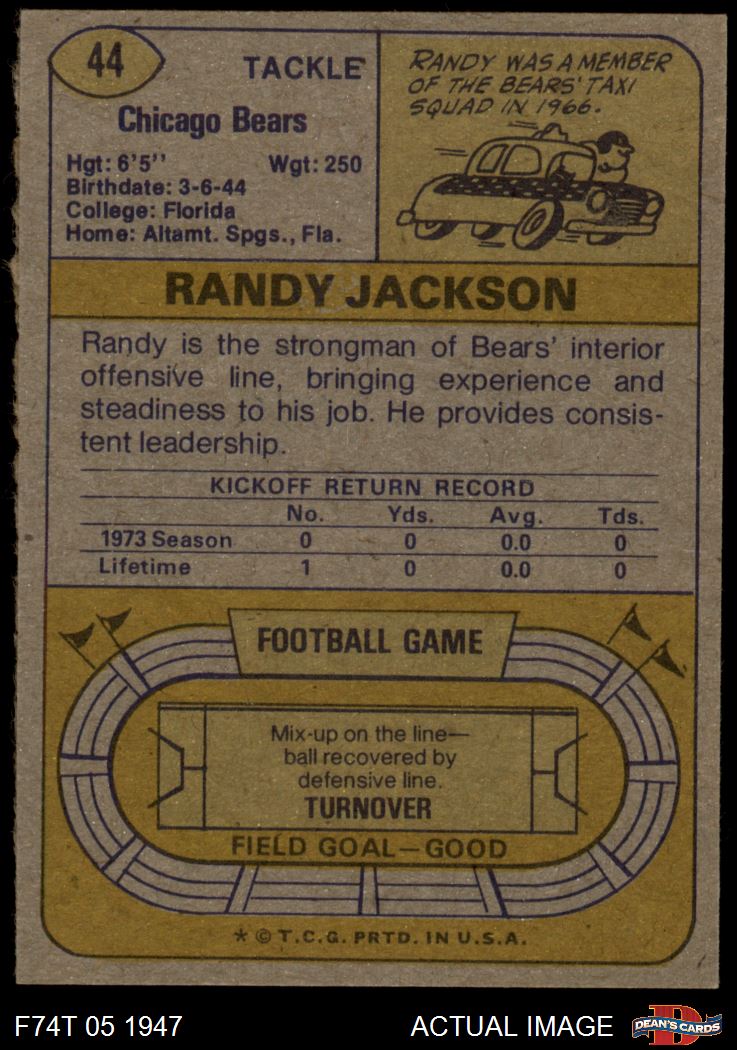 44
TACKLE
Chicago Bears
Hgt: 6'5'' Wgt: 250
Birthdate: 3-6-44
College: Florida
Home: Altamt. Spgs., Fla.
RANDY WAS A MEMBER
OF THE BEARS' TAXI
SQUAD IN 1966.
RANDY JACKSON
Randy is the strongman of Bears' interior
offensive line, bringing experience and
steadiness to his job. He provides consis-
tent leadership.
KICKOFF RETURN RECORD
No. Yds. Avg. Tds.
1973 Season 0 0 0.0 0
Lifetime 1 0 0.0 0
FOOTBALL GAME
Mix-up on the line—
ball recovered by
defensive line.
TURNOVER
FIELD GOAL—GOOD
* © T.C.G. PRTD. IN U.S.A.
F74T 05 1947 ACTUAL IMAGE
D
DEAN'S CARDS